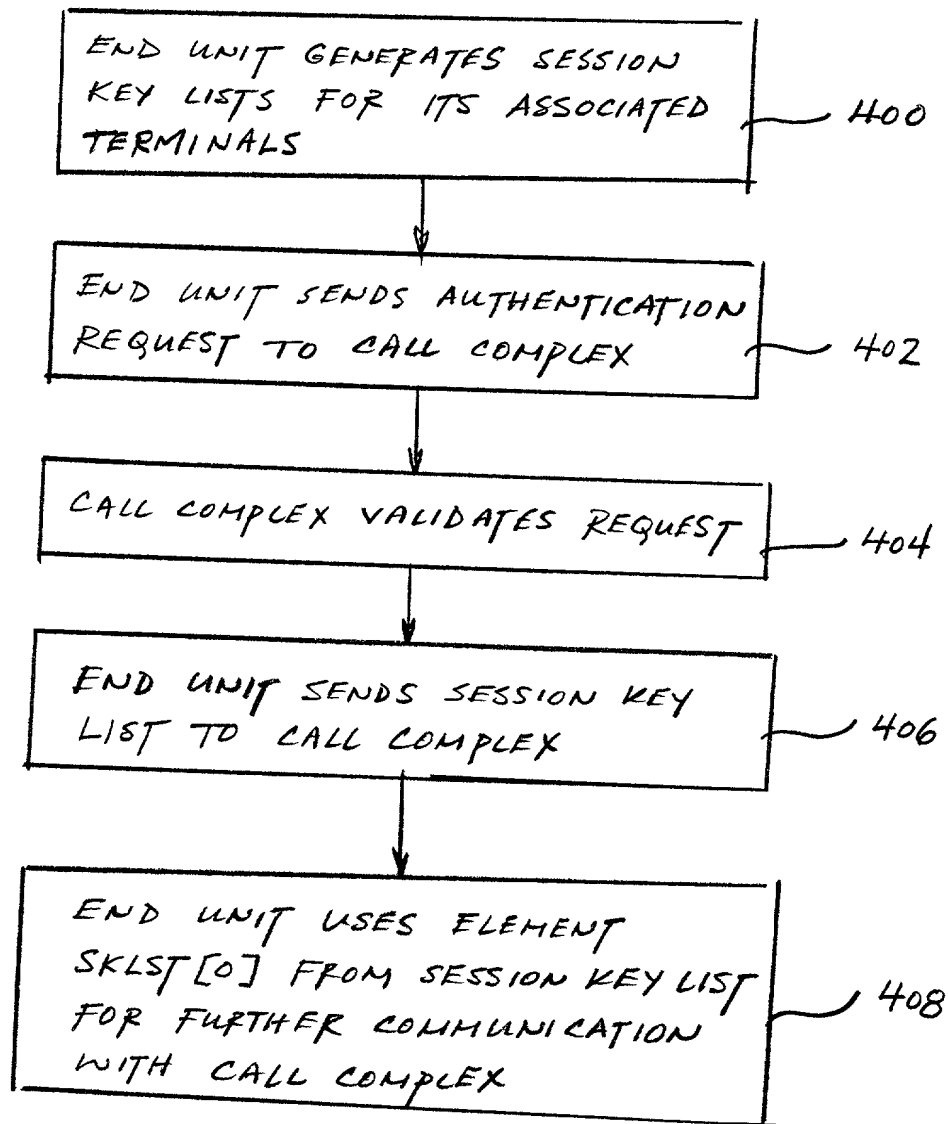 END UNIT GENERATES SESSION
KEY LISTS FOR ITS ASSOCIATED
TERMINALS
400
END UNIT SENDS AUTHENTICATION
REQUEST TO CALL COMPLEX
402
CALL COMPLEX VALIDATES REQUEST
404
END UNIT SENDS SESSION KEY
LIST TO CALL COMPLEX
406
END UNIT USES ELEMENT
SKLST[0] FROM SESSION KEY LIST
FOR FURTHER COMMUNICATION
WITH CALL COMPLEX
408